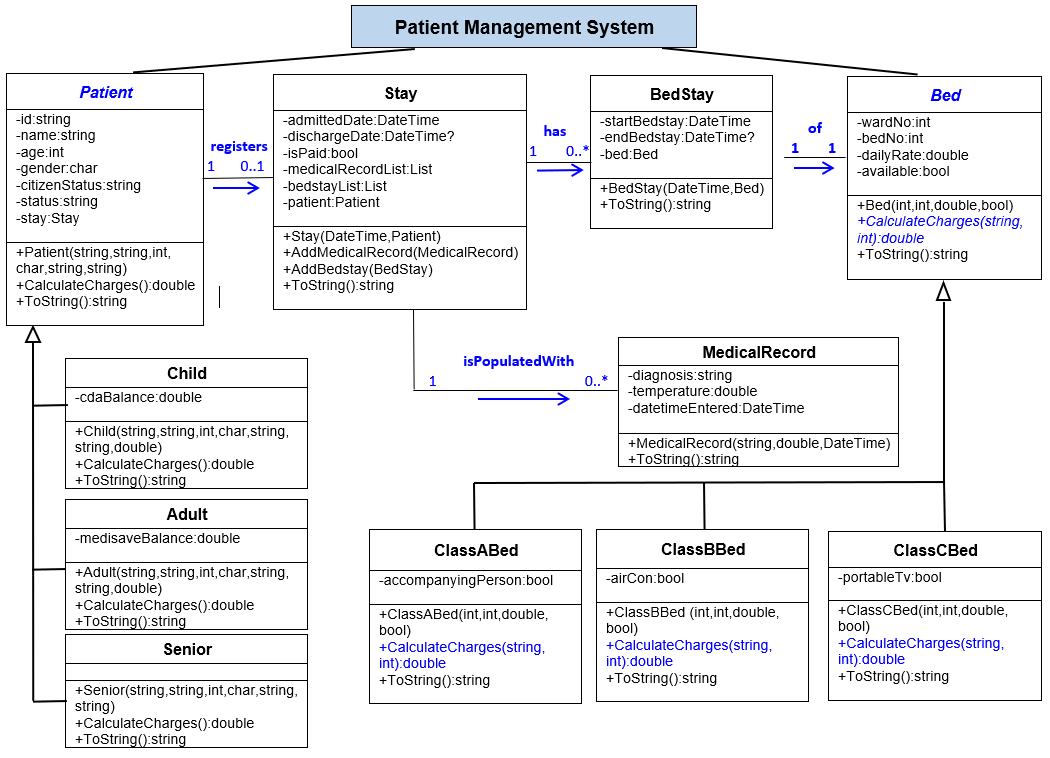 Patient Management System
Patient
-id:string
-name:string
-age:int
-gender:char
-citizenStatus:string
-status:string
-stay:Stay
+Patient(string,string,int,
char,string,string)
+CalculateCharges():double
+ToString():string
registers
1 0..1
Stay
-admittedDate:DateTime
-dischargeDate:DateTime?
-isPaid:bool
-medicalRecordList:List
-bedstayList:List
-patient:Patient
+Stay(DateTime,Patient)
+AddMedicalRecord(MedicalRecord)
+AddBedstay(BedStay)
+ToString():string
has
1 0..*
BedStay
-startBedstay:DateTime
-endBedstay:DateTime?
-bed:Bed
+BedStay(DateTime,Bed)
+ToString():string
of
1 1
Bed
-wardNo:int
-bedNo:int
-dailyRate:double
-available:bool
+Bed(int,int,double,bool)
+CalculateCharges(string,
int):double
+ToString():string
isPopulatedWith
1 0..*
MedicalRecord
-diagnosis:string
-temperature:double
-datetimeEntered:DateTime
+MedicalRecord(string,double,DateTime)
+ToString():string
Child
-cdaBalance:double
+Child(string,string,int,char,string,
string,double)
+CalculateCharges():double
+ToString():string
Adult
-medisaveBalance:double
+Adult(string,string,int,char,string,
string,double)
+CalculateCharges():double
+ToString():string
Senior
+Senior(string,string,int,char,string,
string)
+CalculateCharges():double
+ToString():string
ClassABed
-accompanyingPerson:bool
+ClassABed(int,int,double,
bool)
+CalculateCharges(string,
int):double
+ToString():string
ClassBBed
-airCon:bool
+ClassBBed (int,int,double,
bool)
+CalculateCharges(string,
int):double
+ToString():string
ClassCBed
-portableTv:bool
+ClassCBed(int,int,double,
bool)
+CalculateCharges(string,
int):double
+ToString():string